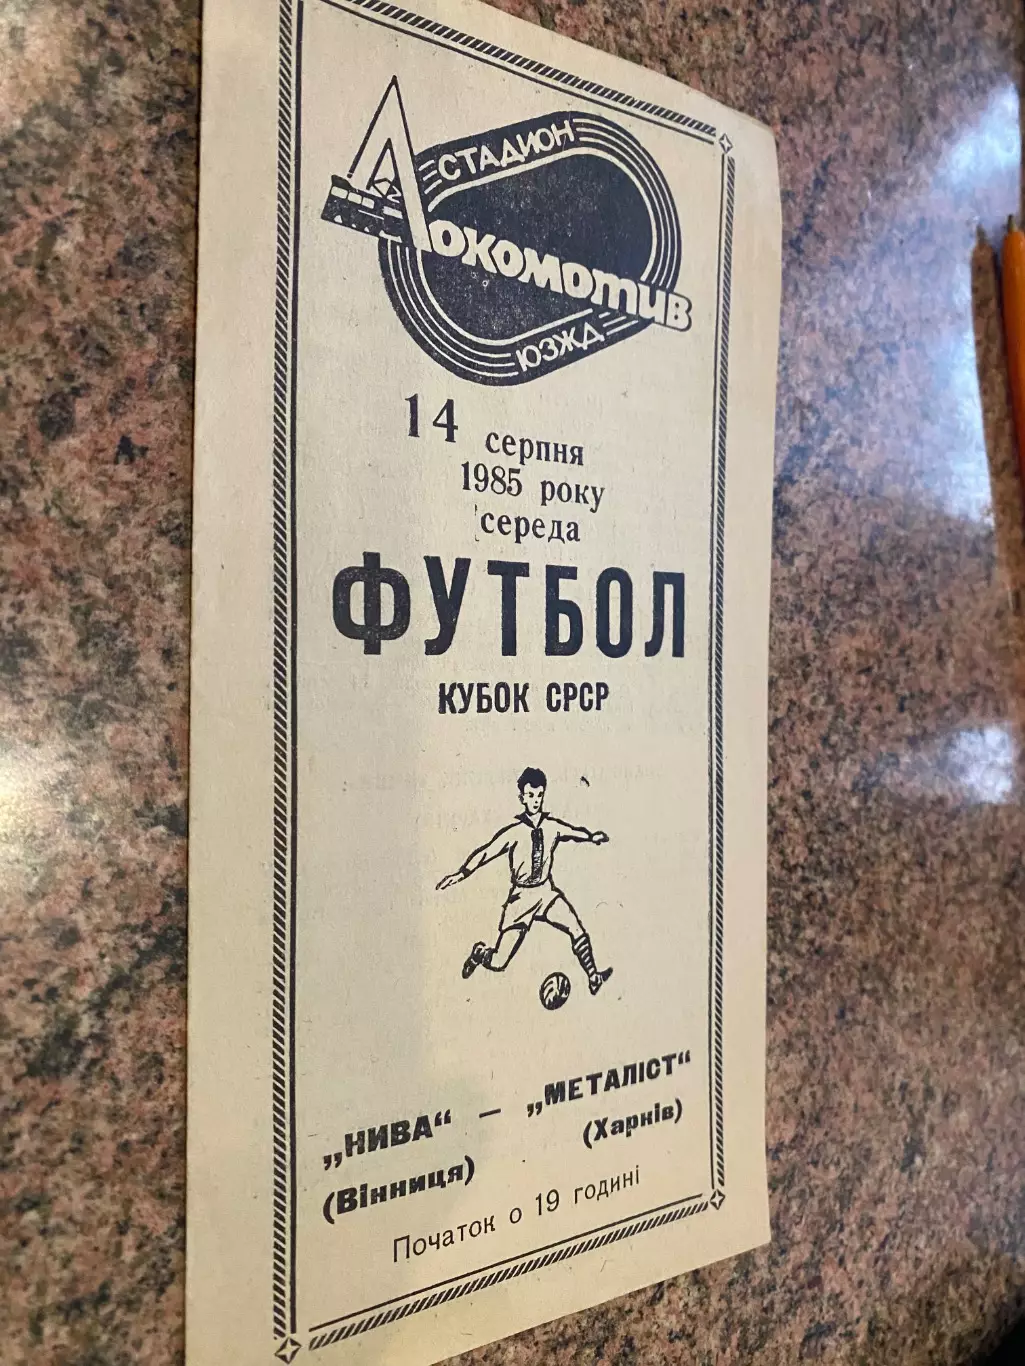 СТАДИОН
Локомотив
ЮЗЖД
14 серпня
1985 року
середа
ФУТБОЛ
КУБОК СРСР
„НИВА“ — „МЕТАЛІСТ“
(Вінниця) (Харків)
Початок о 19 годині